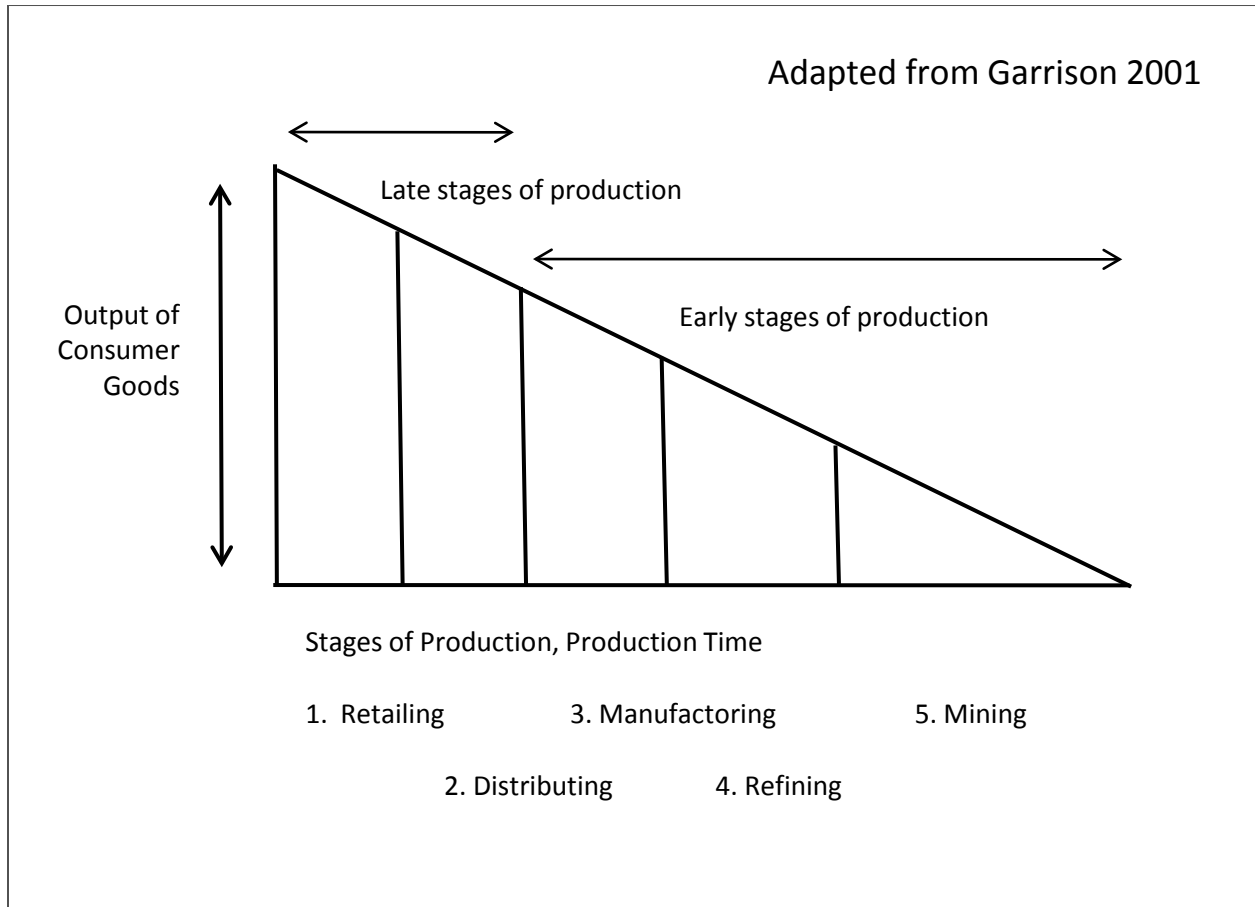 Adapted from Garrison 2001
Late stages of production
Early stages of production
Output of
Consumer
Goods
Stages of Production, Production Time
1. Retailing
3. Manufactoring
5. Mining
2. Distributing
4. Refining